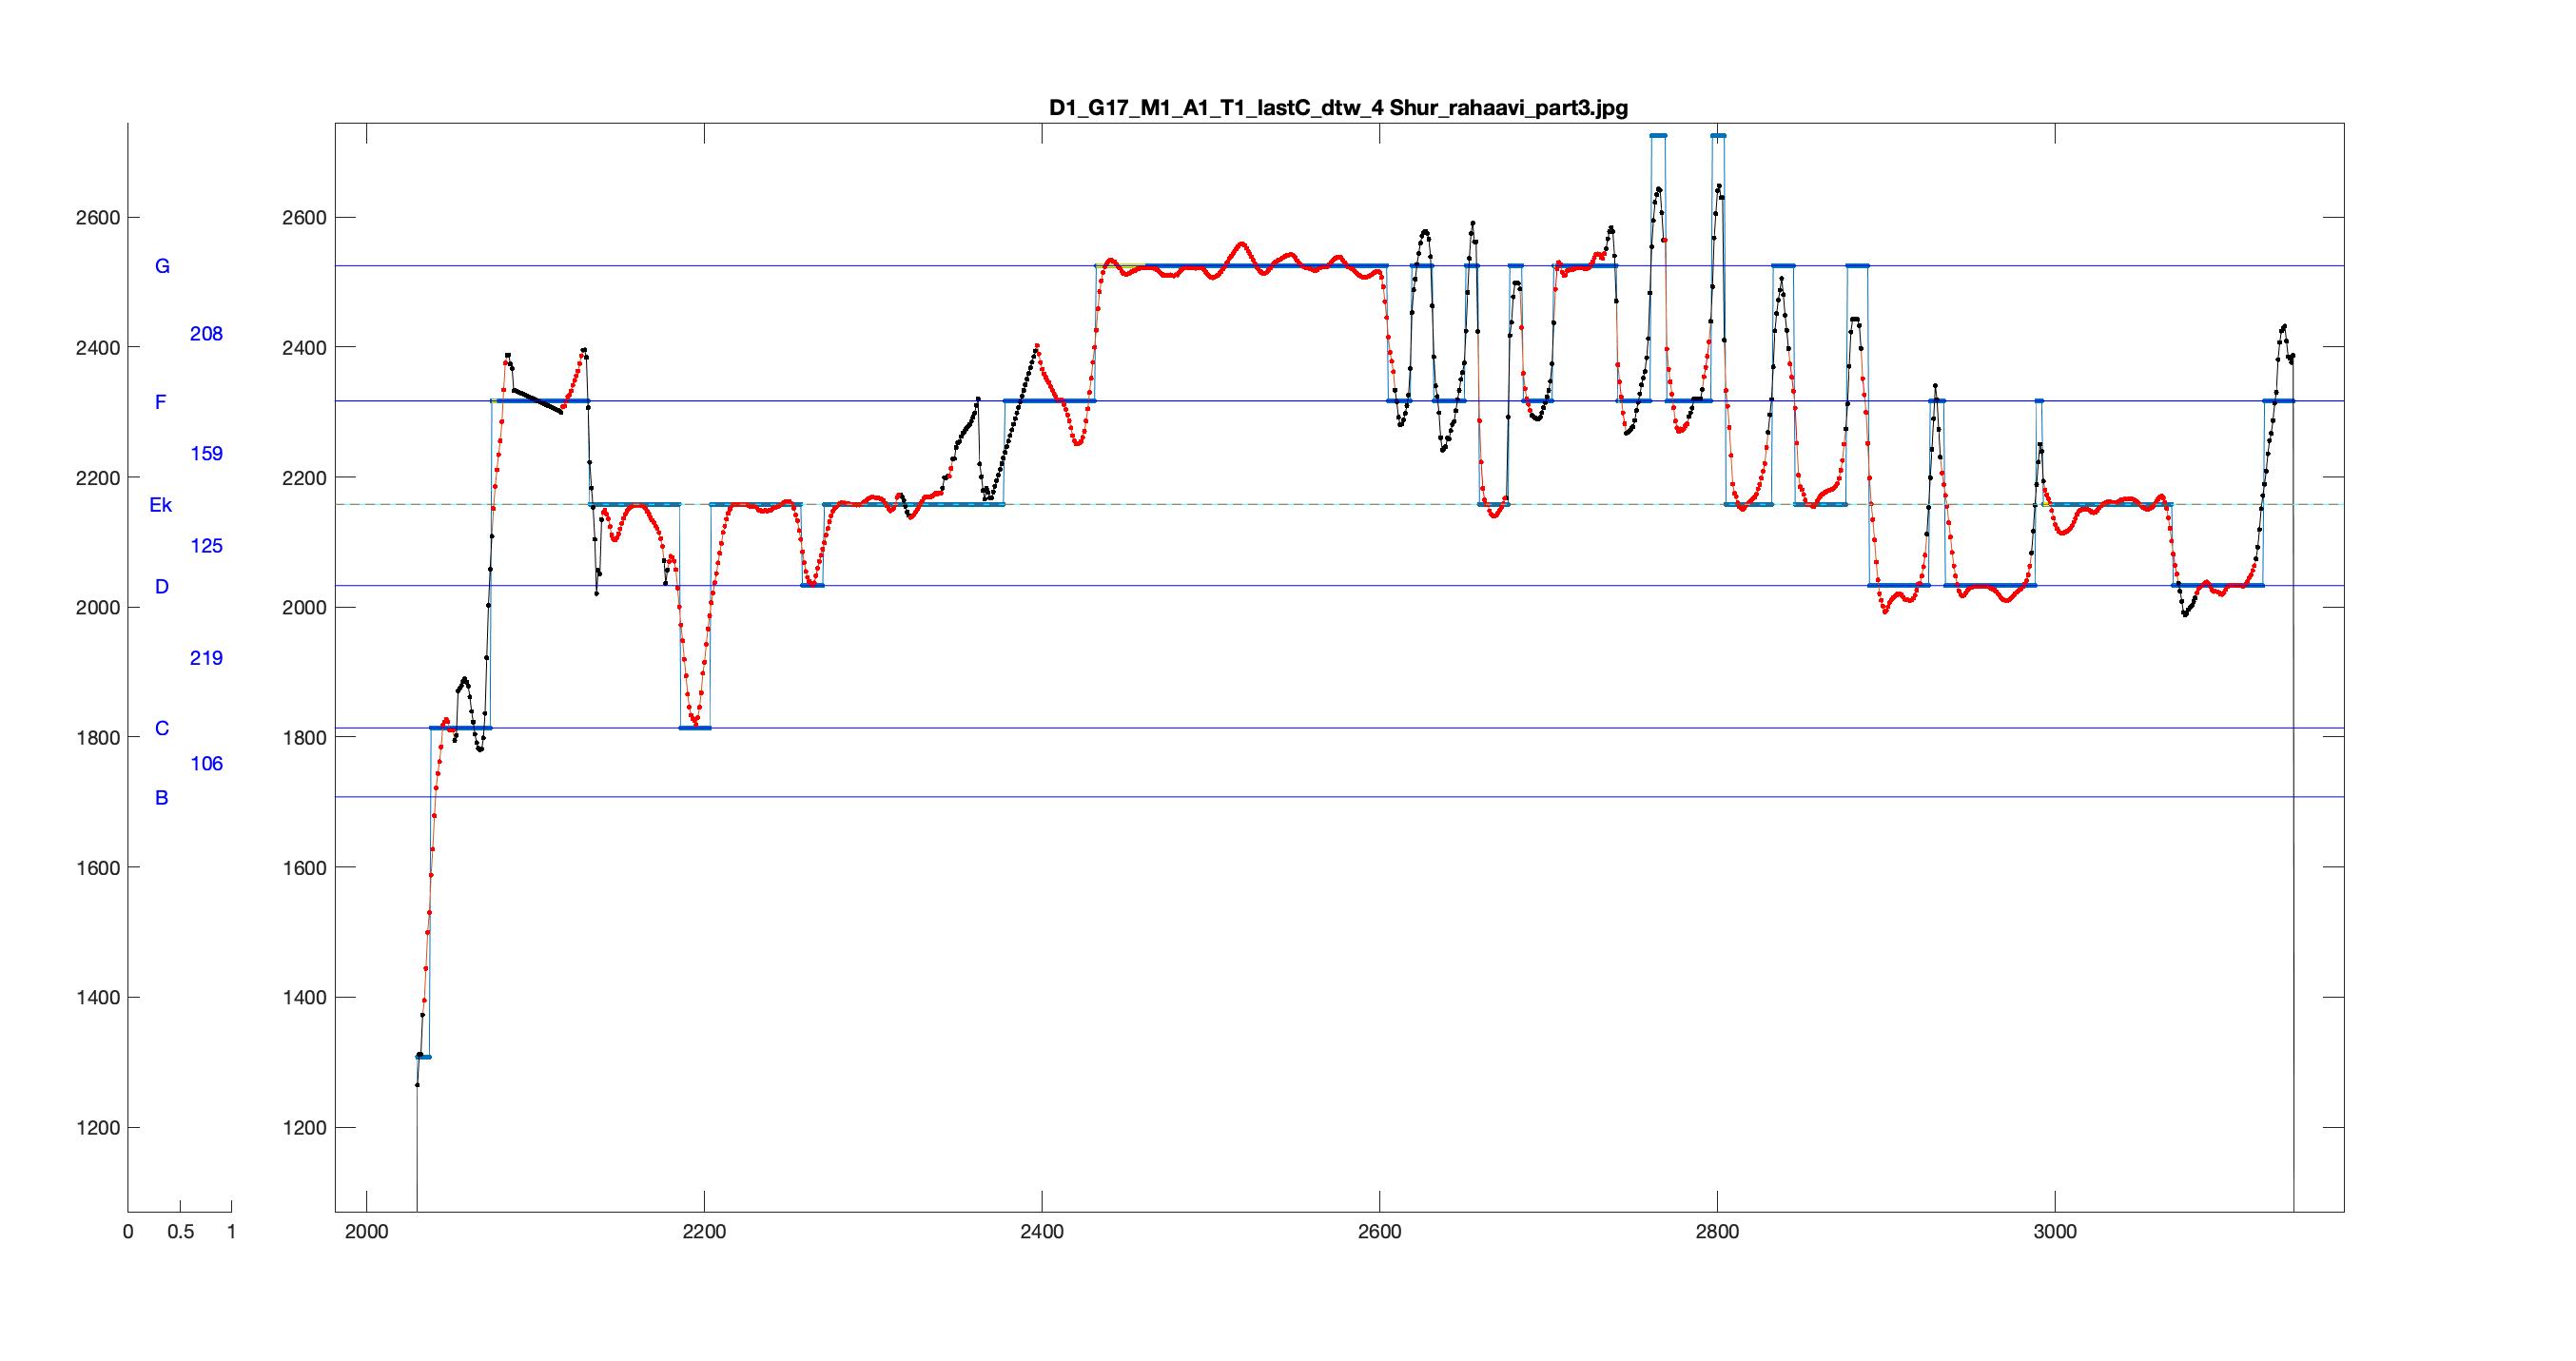 D1_G17_M1_A1_T1_lastC_dtw_4 Shur_rahaavi_part3.jpg
2600 2600
G
208
2400 2400
F
159
2200 2200
Ek
125
D
2000 2000
219
C
1800 1800
106
B
1600 1600
1400 1400
1200 1200
0 0.5 1 2000 2200 2400 2600 2800 3000